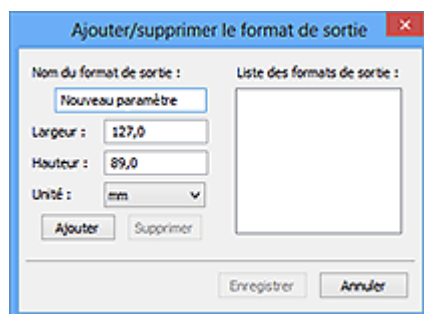 Ajouter/supprimer le format de sortie
Nom du format de sortie :
Liste des formats de sortie :
Nouveau paramètre
Largeur :
127,0
Hauteur :
89,0
Unité :
mm
Ajouter
Supprimer
Enregistrer
Annuler